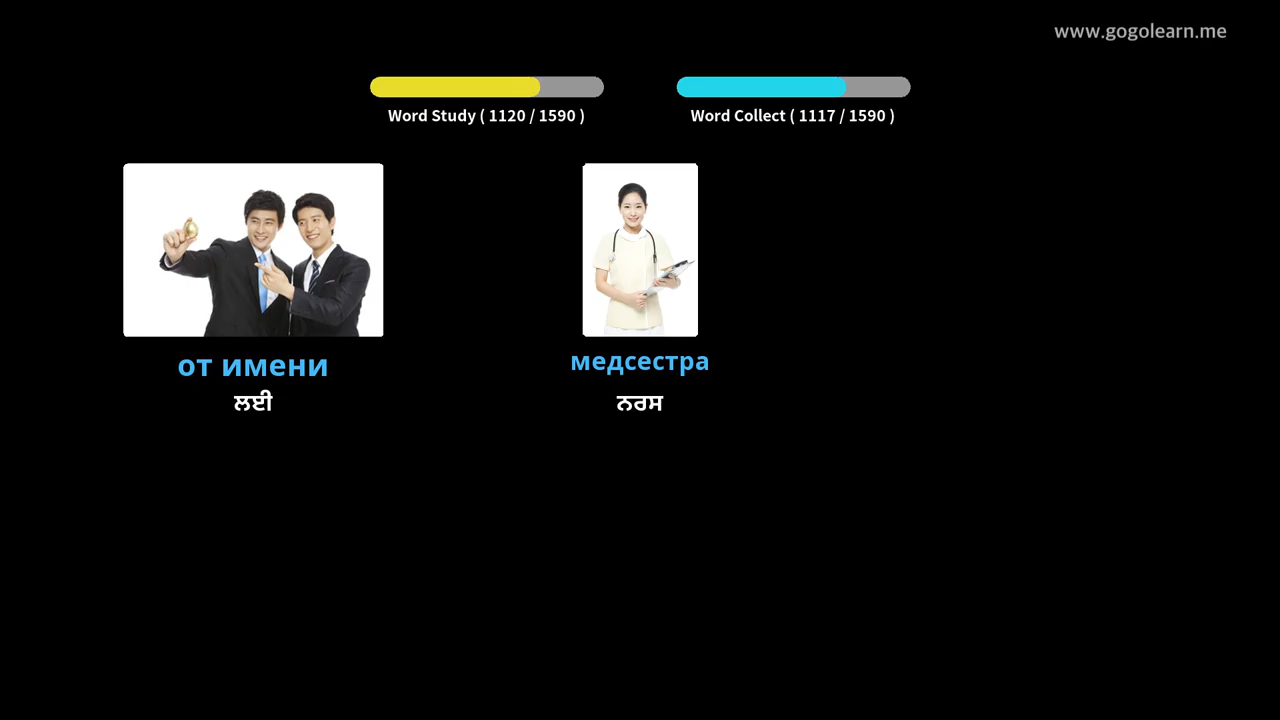 www.gogolearn.me
Word Study ( 1120 / 1590 )
Word Collect ( 1117 / 1590 )
от имени
ਲਈ
медсестра
ਨਰਸ